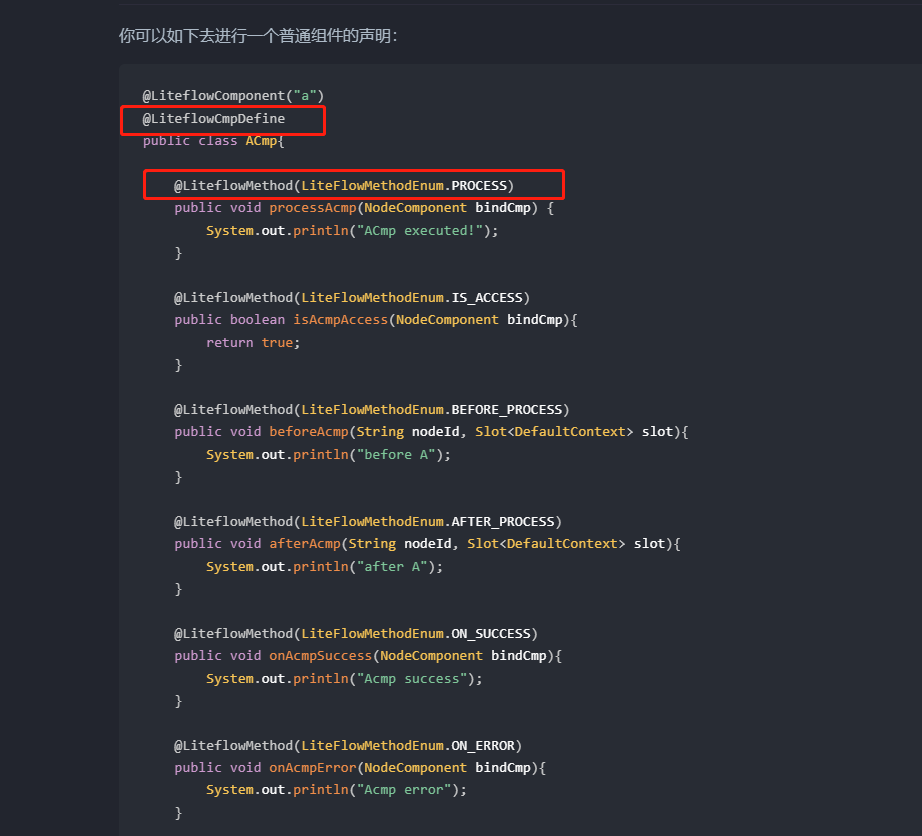 你可以如下去进行一个普通组件的声明：
@LiteflowComponent("a")
@LiteflowCmpDefine
public class ACmp{
@LiteflowMethod(LiteFlowMethodEnum.PROCESS)
public void processAcmp(NodeComponent bindCmp) {
System.out.println("ACmp executed!");
}
@LiteflowMethod(LiteFlowMethodEnum.IS_ACCESS)
public boolean isAcmpAccess(NodeComponent bindCmp){
return true;
}
@LiteflowMethod(LiteFlowMethodEnum.BEFORE_PROCESS)
public void beforeAcmp(String nodeId, Slot<DefaultContext> slot){
System.out.println("before A");
}
@LiteflowMethod(LiteFlowMethodEnum.AFTER_PROCESS)
public void afterAcmp(String nodeId, Slot<DefaultContext> slot){
System.out.println("after A");
}
@LiteflowMethod(LiteFlowMethodEnum.ON_SUCCESS)
public void onAcmpSuccess(NodeComponent bindCmp){
System.out.println("Acmp success");
}
@LiteflowMethod(LiteFlowMethodEnum.ON_ERROR)
public void onAcmpError(NodeComponent bindCmp){
System.out.println("Acmp error");
}